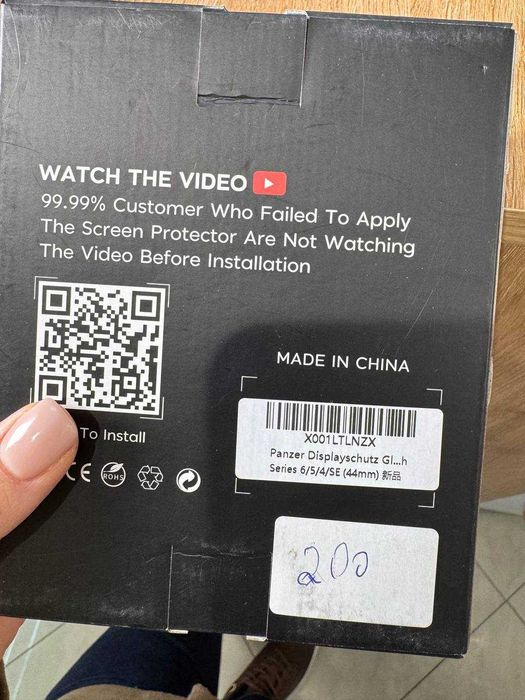 WATCH THE VIDEO
99.99% Customer Who Failed To Apply
The Screen Protector Are Not Watching
The Video Before Installation
MADE IN CHINA
To Install
X001LTLNZX
Panzer Displayschutz Gl...h
Series 6/5/4/SE (44mm) 新品
CE
ROHS
200